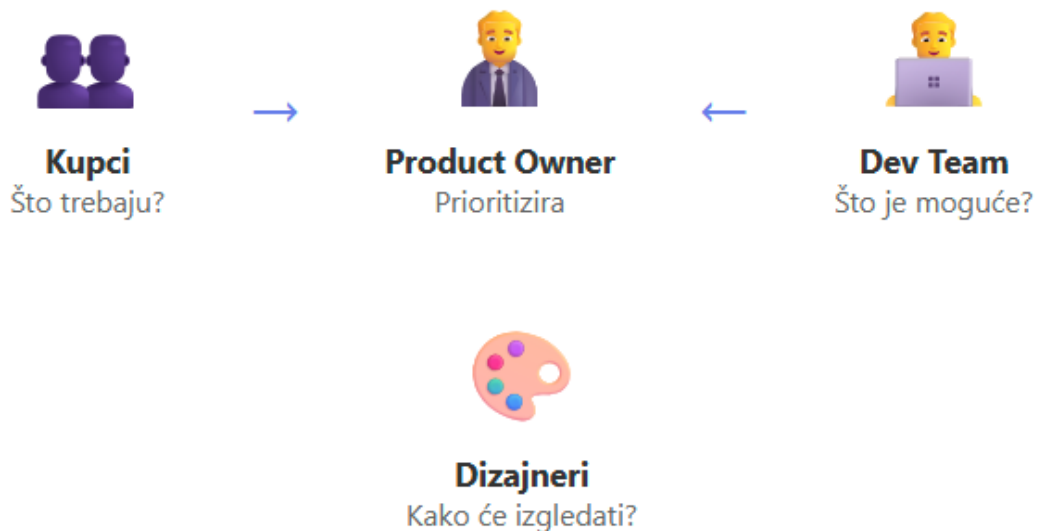 Kupci
Što trebaju?
Product Owner
Prioritizira
Dev Team
Što je moguće?
Dizajneri
Kako će izgledati?